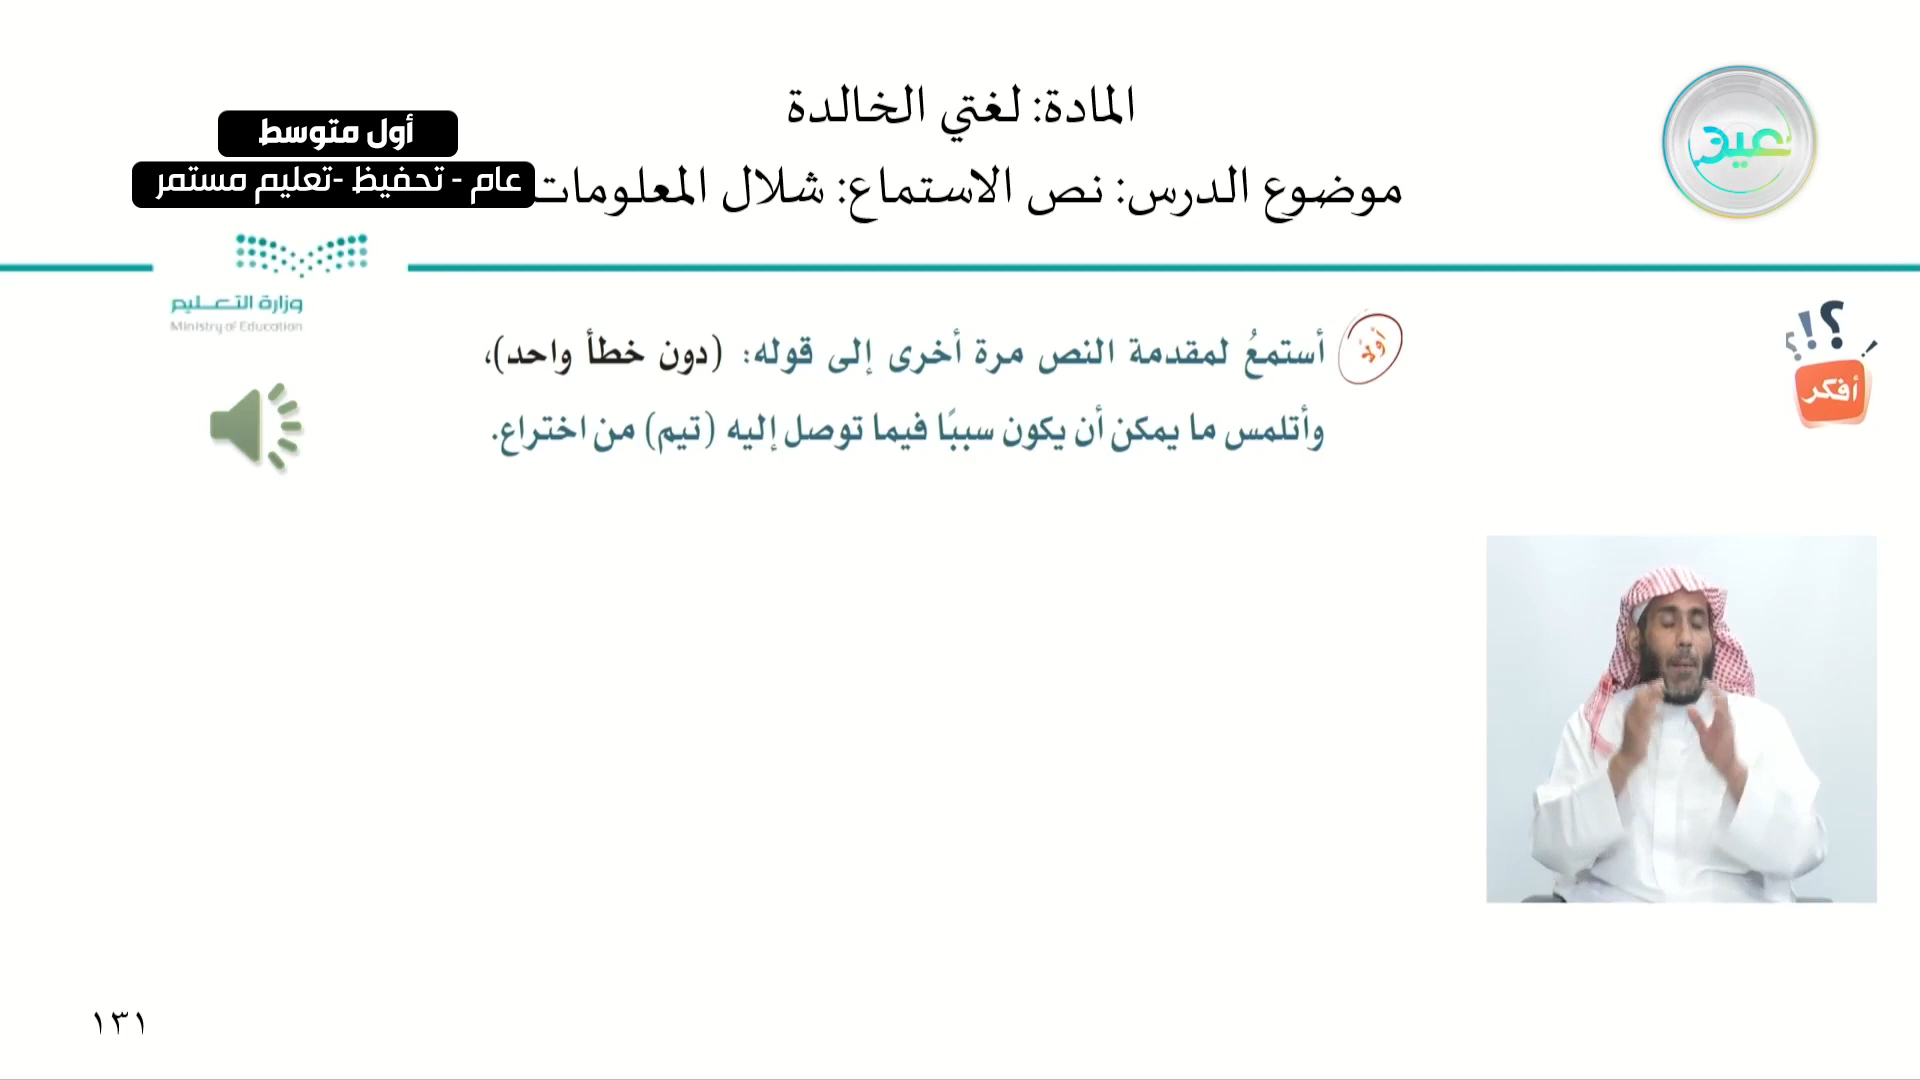 المادة: لغتي الخالدة
موضوع الدرس: نص الاستماع: شلال المعلومات
أول متوسط
عام - تحفيظ -تعليم مستمر
عين
وزارة التعليم
Ministry of Education
؟!؟!
أفكر
أولًا
أستمعُ لمقدمة النص مرة أخرى إلى قوله: (دون خطأ واحد)،
وأتلمس ما يمكن أن يكون سببًا فيما توصل إليه (تيم) من اختراع.
١٣١